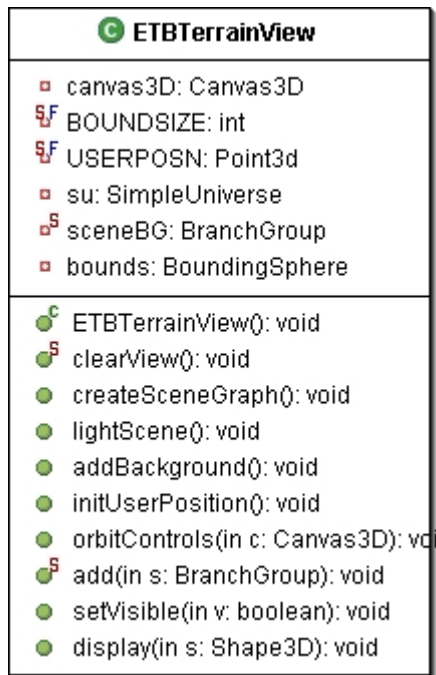 C ETBTerrainView
canvas3D: Canvas3D
S F BOUNDSIZE: int
S F USERPOSN: Point3d
su: SimpleUniverse
S sceneBG: BranchGroup
bounds: BoundingSphere
C ETBTerrainView(): void
S clearView(): void
createSceneGraph(): void
lightScene(): void
addBackground(): void
initUserPosition(): void
orbitControls(in c: Canvas3D): voi
S add(in s: BranchGroup): void
setVisible(in v: boolean): void
display(in s: Shape3D): void